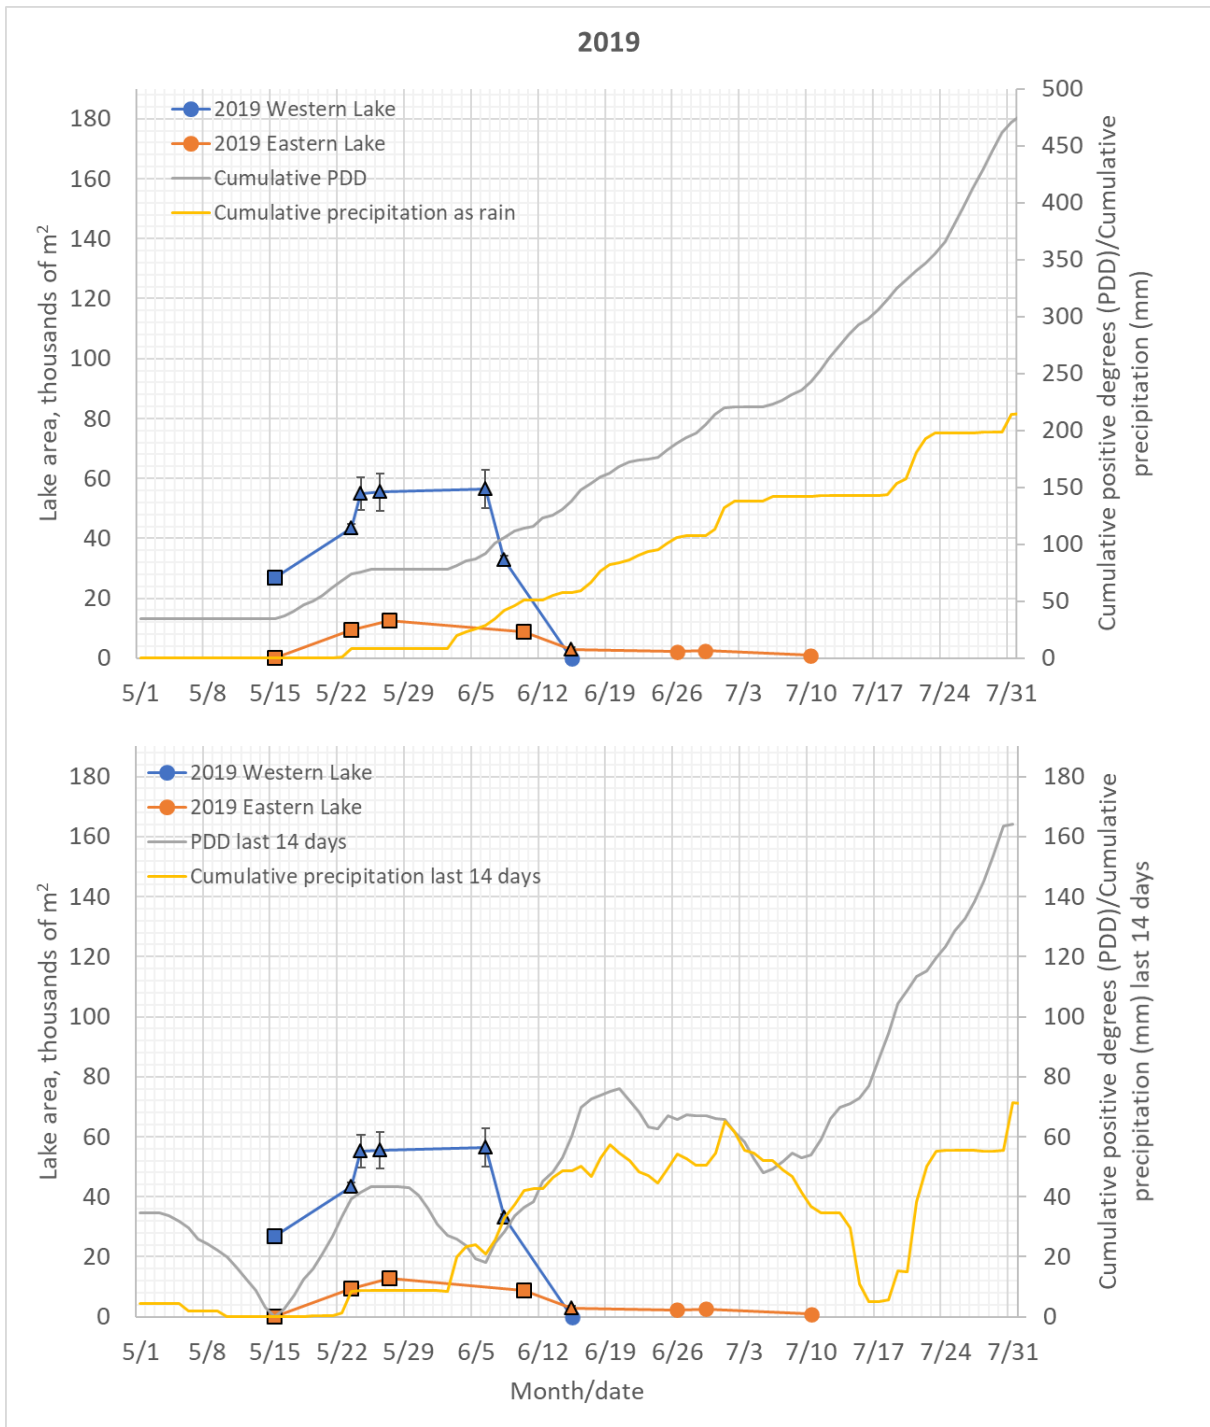 2019
2019 Western Lake
2019 Eastern Lake
Cumulative PDD
Cumulative precipitation as rain
Lake area, thousands of m²
180
160
140
120
100
80
60
40
20
0
500
450
400
350
300
250
200
150
100
50
0
Cumulative positive degrees (PDD)/Cumulative
precipitation (mm)
5/1 5/8 5/15 5/22 5/29 6/5 6/12 6/19 6/26 7/3 7/10 7/17 7/24 7/31
2019 Western Lake
2019 Eastern Lake
PDD last 14 days
Cumulative precipitation last 14 days
Lake area, thousands of m²
180
160
140
120
100
80
60
40
20
0
180
160
140
120
100
80
60
40
20
0
Cumulative positive degrees (PDD)/Cumulative
precipitation (mm) last 14 days
5/1 5/8 5/15 5/22 5/29 6/5 6/12 6/19 6/26 7/3 7/10 7/17 7/24 7/31
Month/date